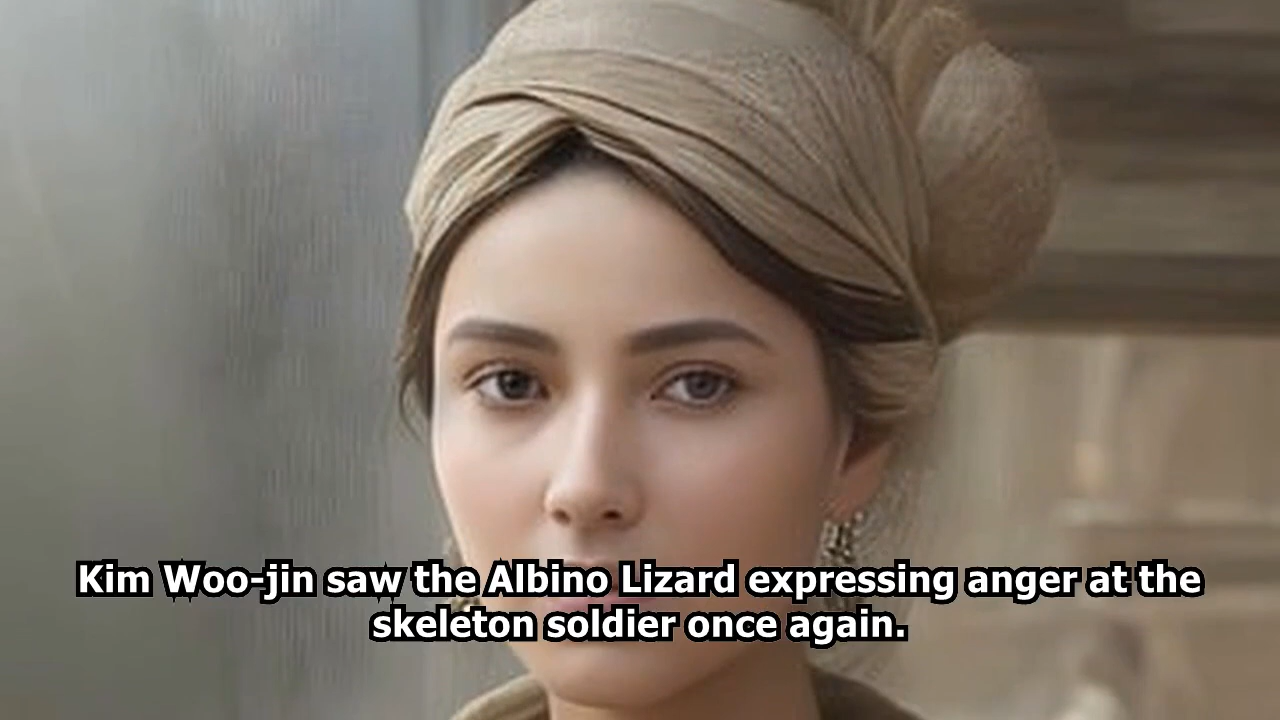 Kim Woo-jin saw the Albino Lizard expressing anger at the
skeleton soldier once again.